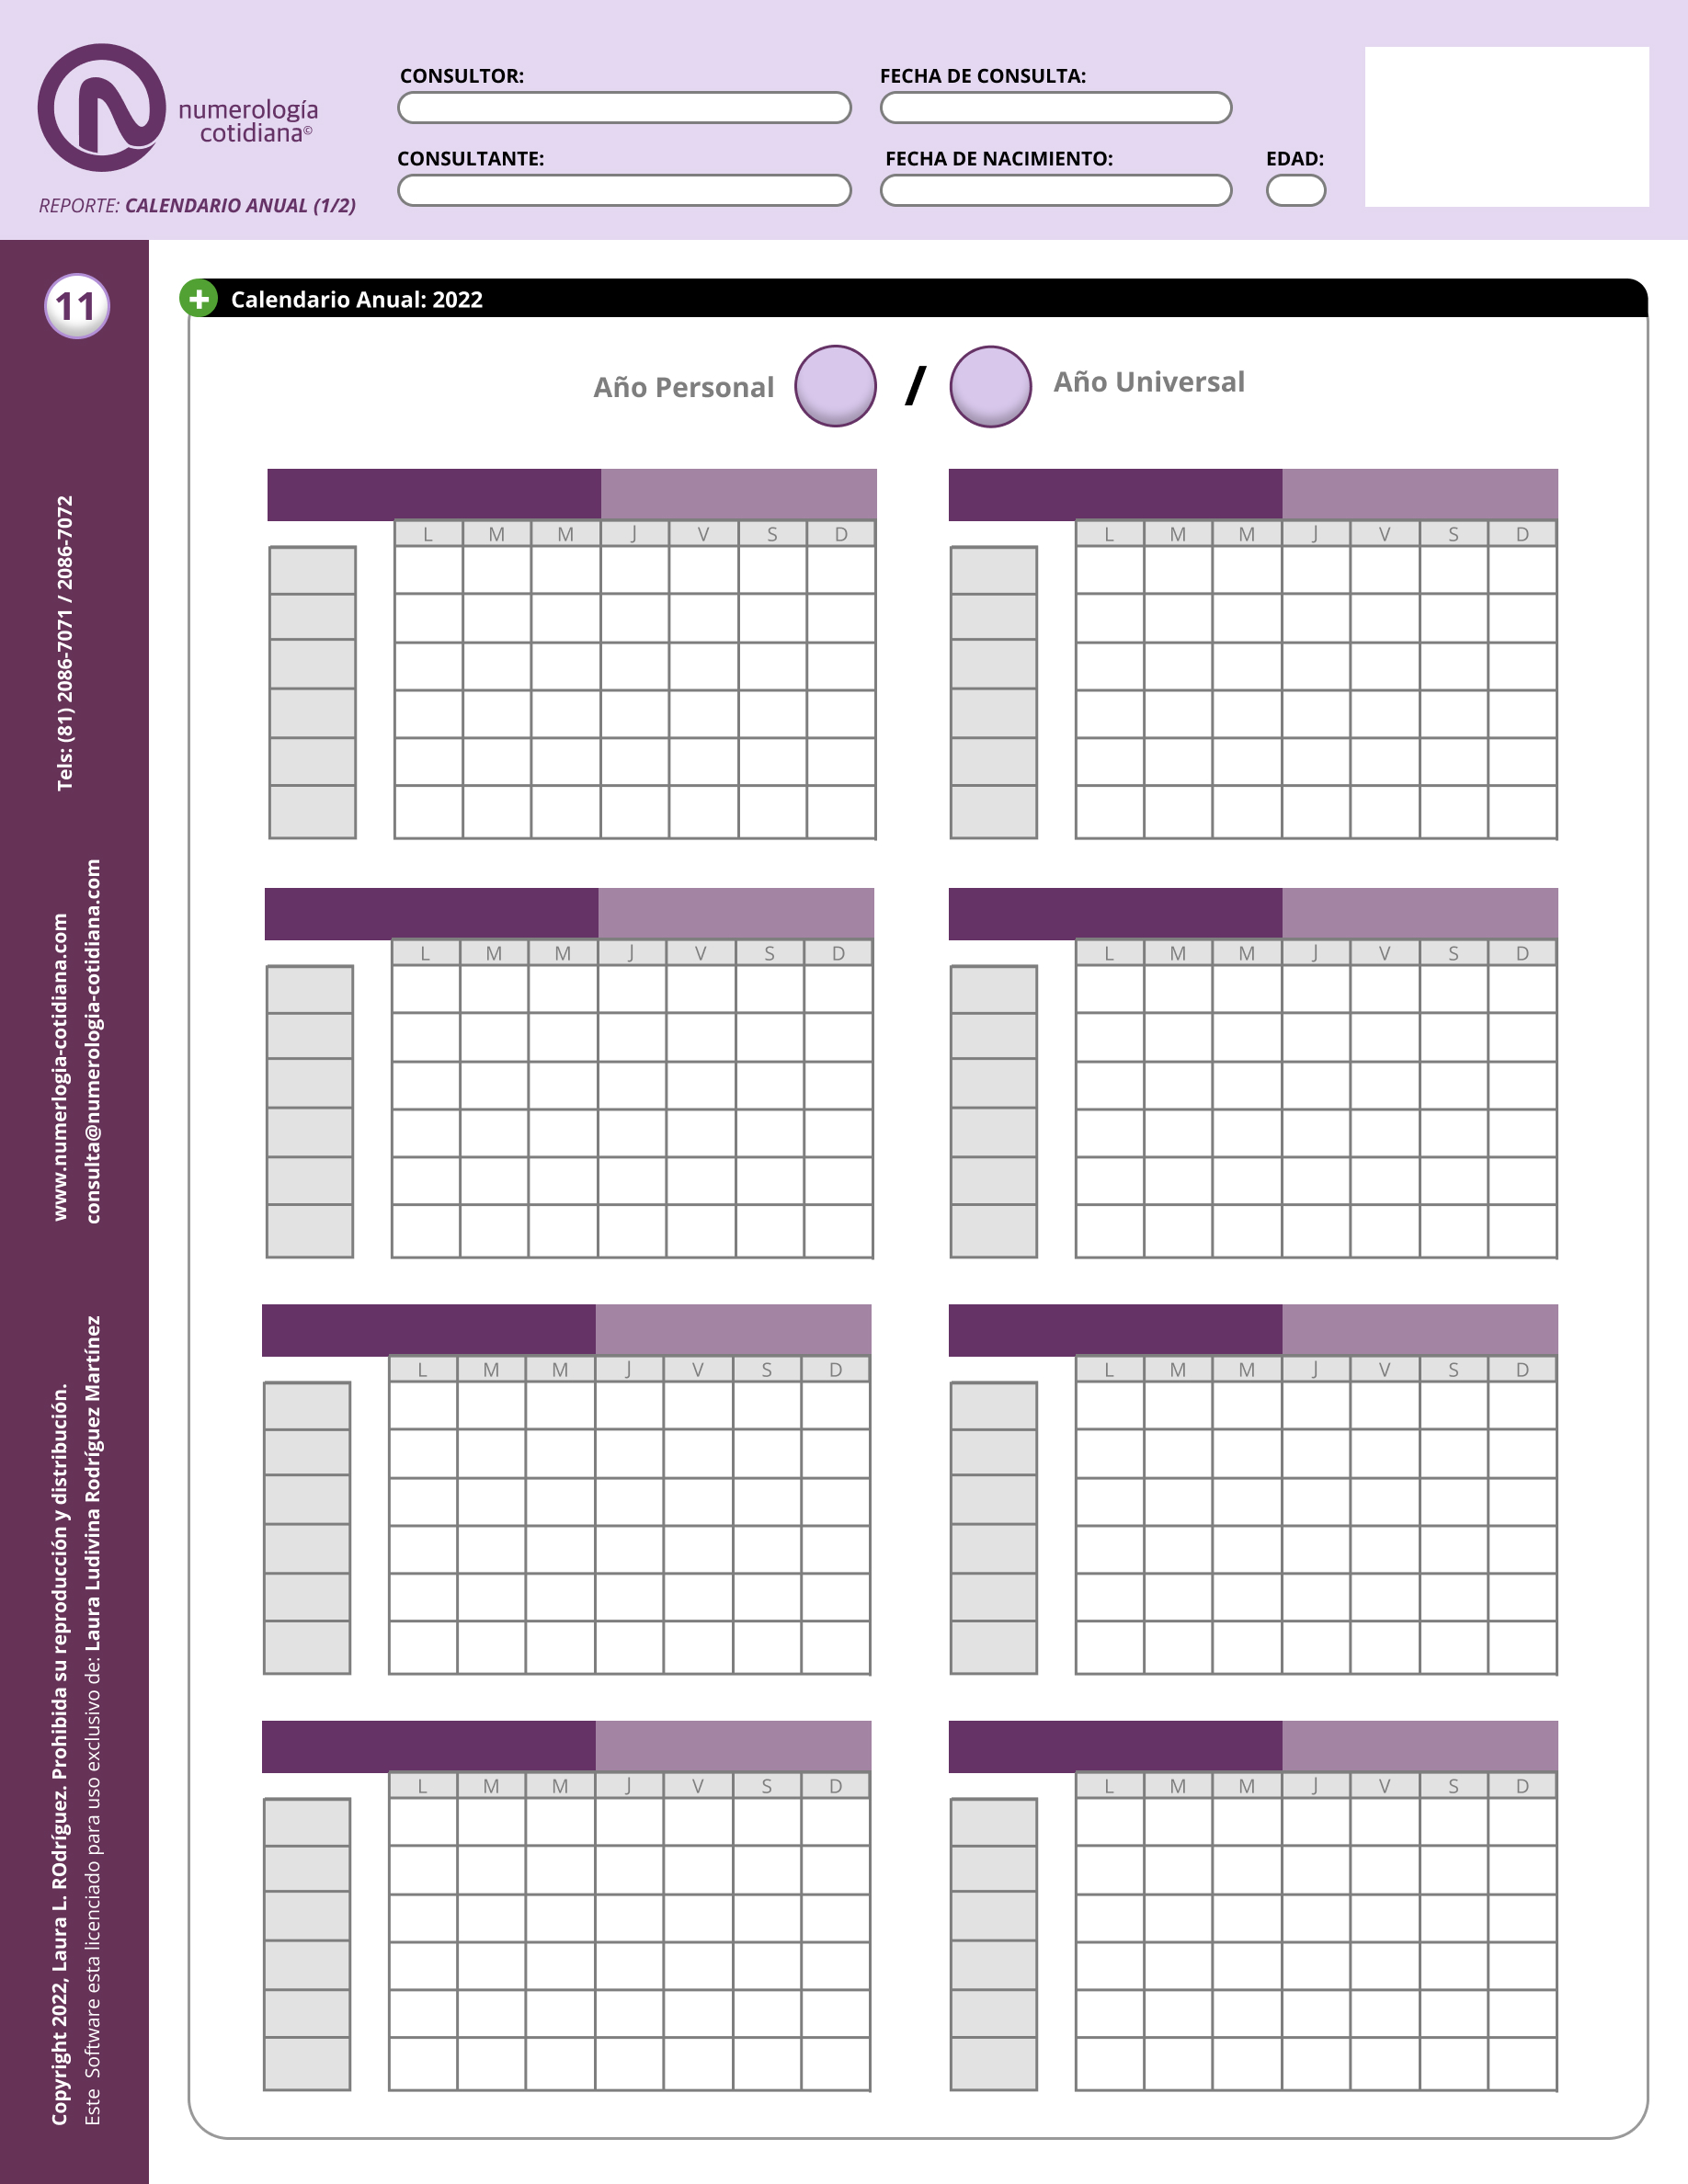 numerología
cotidiana©
REPORTE: CALENDARIO ANUAL (1/2)
CONSULTOR:
FECHA DE CONSULTA:
CONSULTANTE:
FECHA DE NACIMIENTO:
EDAD:
11
Tels: (81) 2086-7071 / 2086-7072
www.numerlogia-cotidiana.com
consulta@numerologia-cotidiana.com
Copyright 2022, Laura L. ROdríguez. Prohibida su reproducción y distribución.
Este Software esta licenciado para uso exclusivo de: Laura Ludivina Rodríguez Martínez
Calendario Anual: 2022
Año Personal / Año Universal
L M M J V S D
L M M J V S D
L M M J V S D
L M M J V S D
L M M J V S D
L M M J V S D
L M M J V S D
L M M J V S D